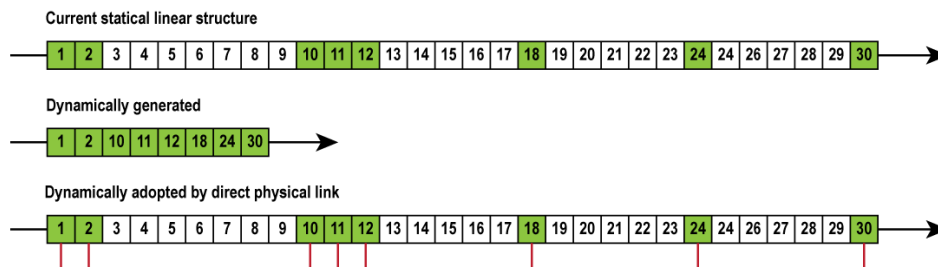 Current statical linear structure
1 2 3 4 5 6 7 8 9 10 11 12 13 14 15 16 17 18 19 20 21 22 23 24 24 26 27 28 29 30
Dynamically generated
1 2 10 11 12 18 24 30
Dynamically adopted by direct physical link
1 2 3 4 5 6 7 8 9 10 11 12 13 14 15 16 17 18 19 20 21 22 23 24 24 26 27 28 29 30